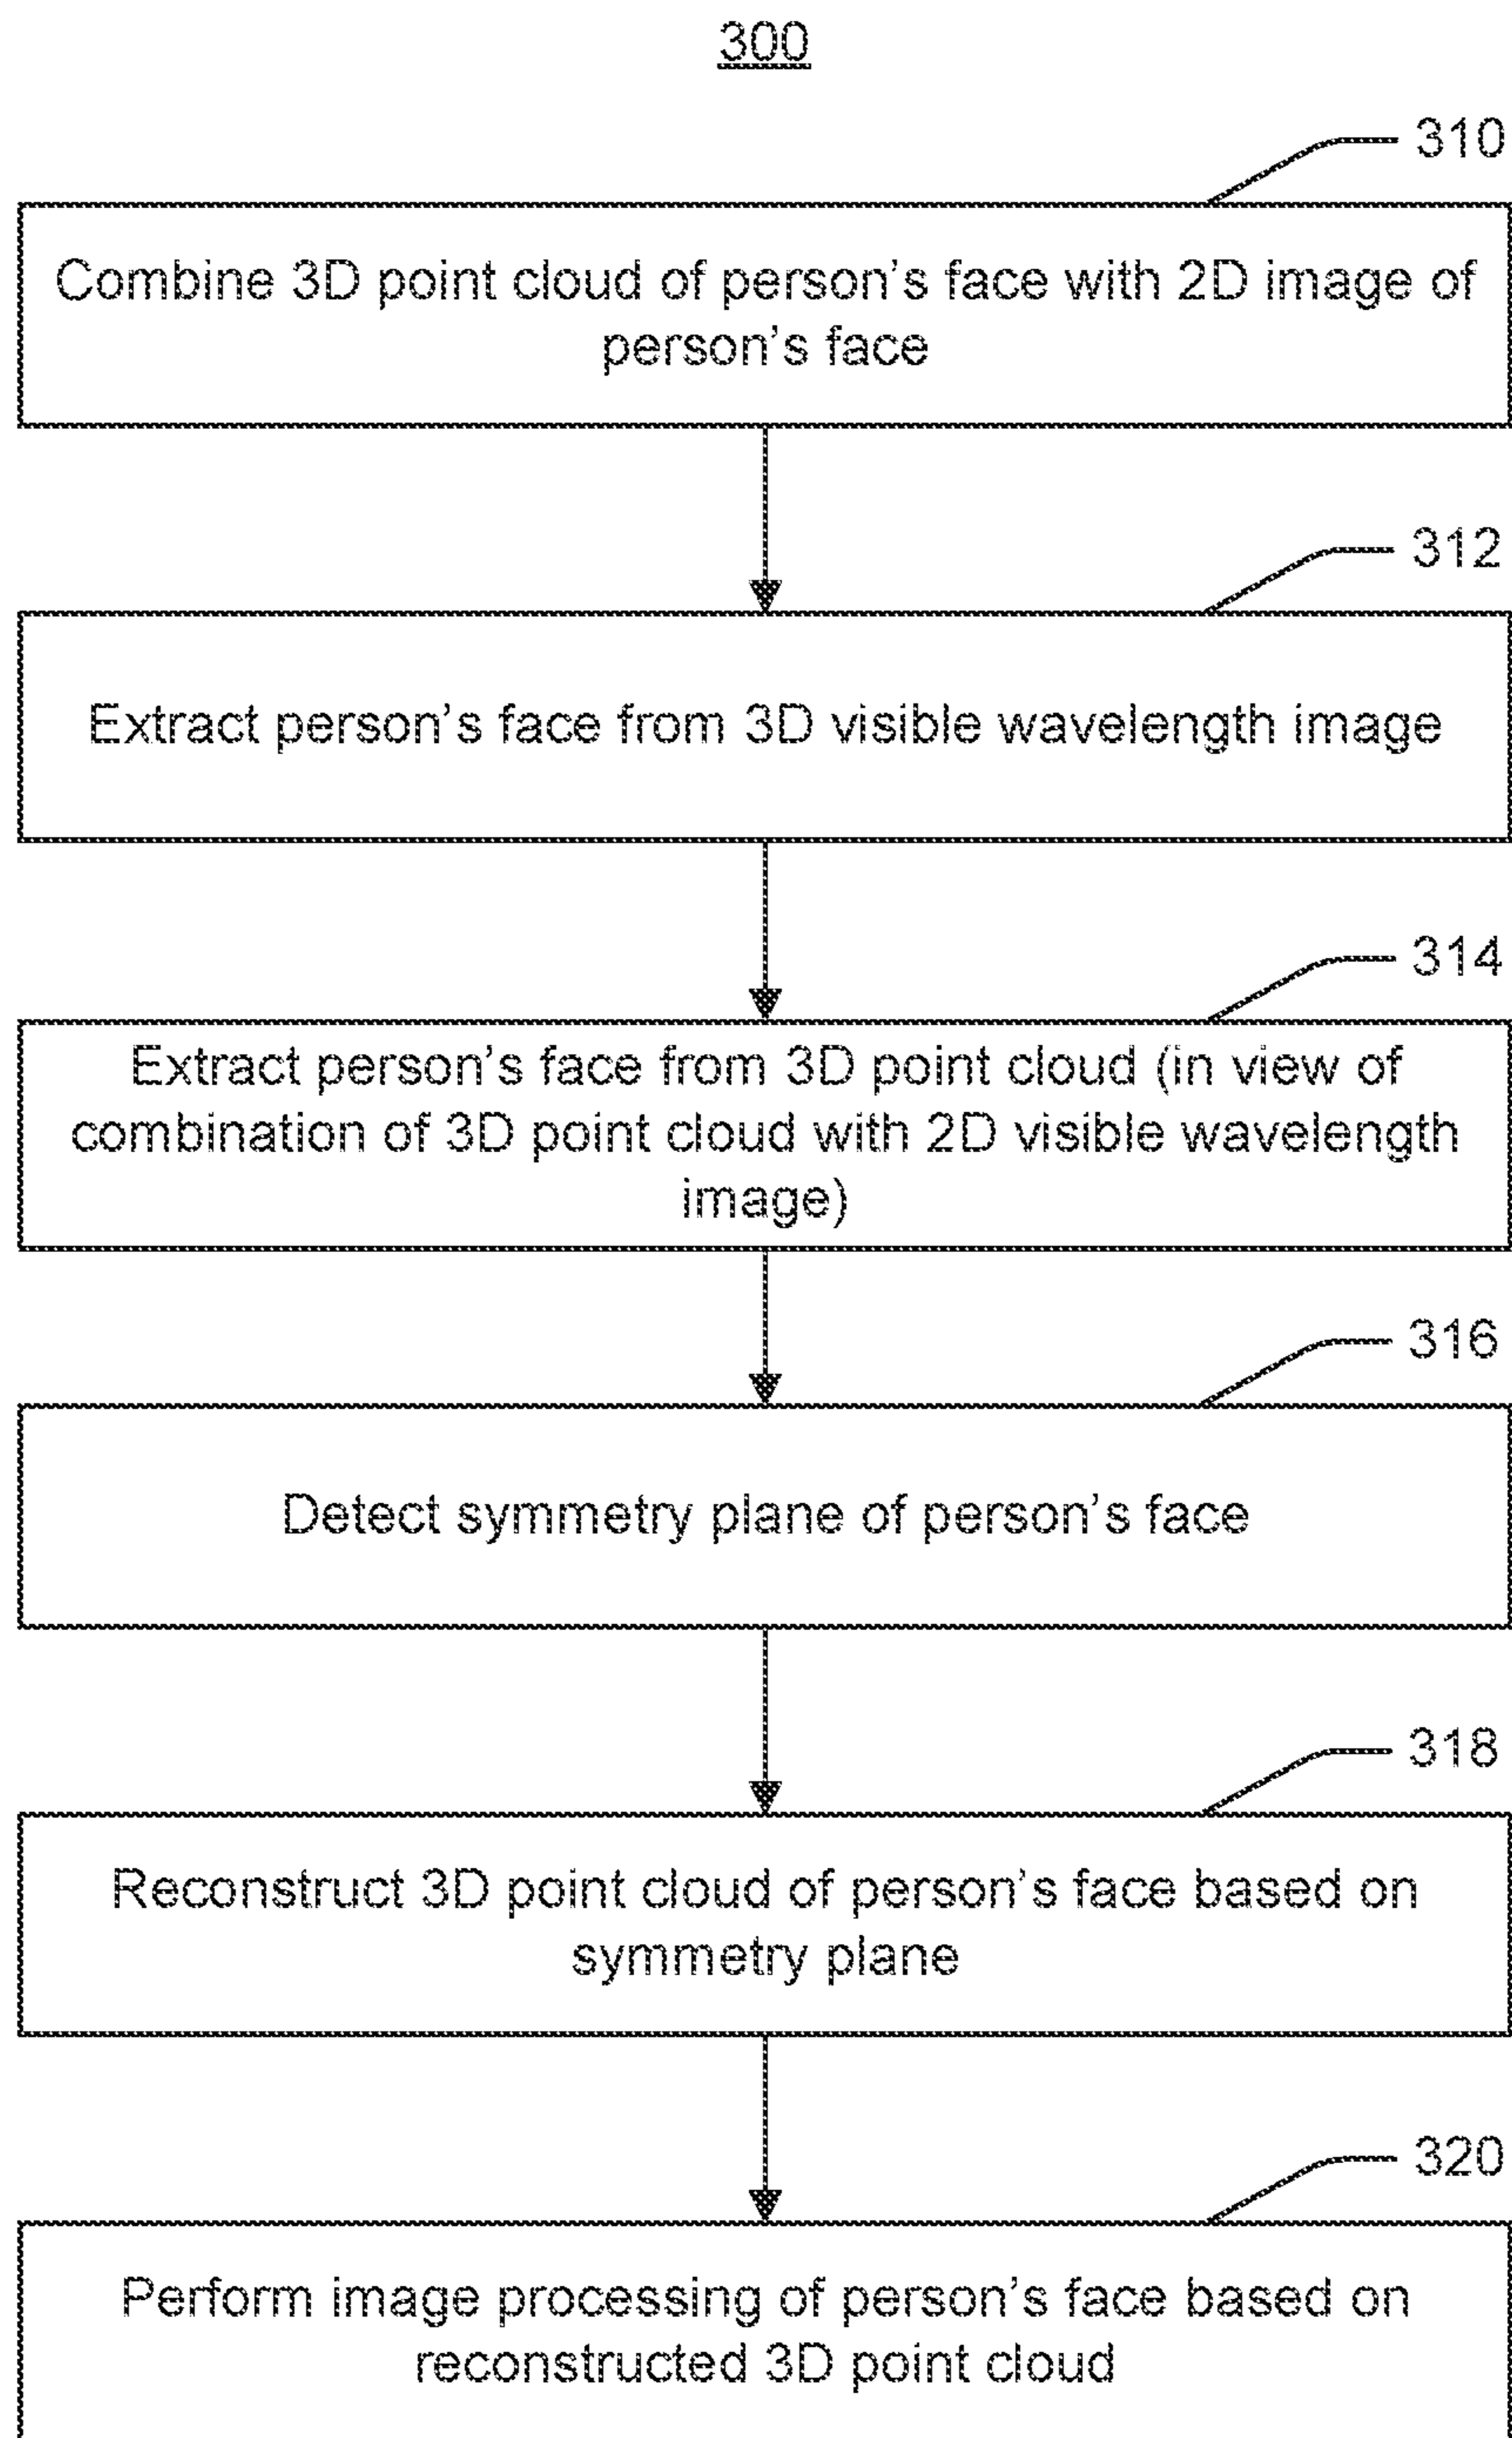 300
310
Combine 3D point cloud of person's face with 2D image of
person's face
312
Extract person's face from 3D visible wavelength image
314
Extract person's face from 3D point cloud (in view of
combination of 3D point cloud with 2D visible wavelength
image)
316
Detect symmetry plane of person's face
318
Reconstruct 3D point cloud of person's face based on
symmetry plane
320
Perform image processing of person's face based on
reconstructed 3D point cloud